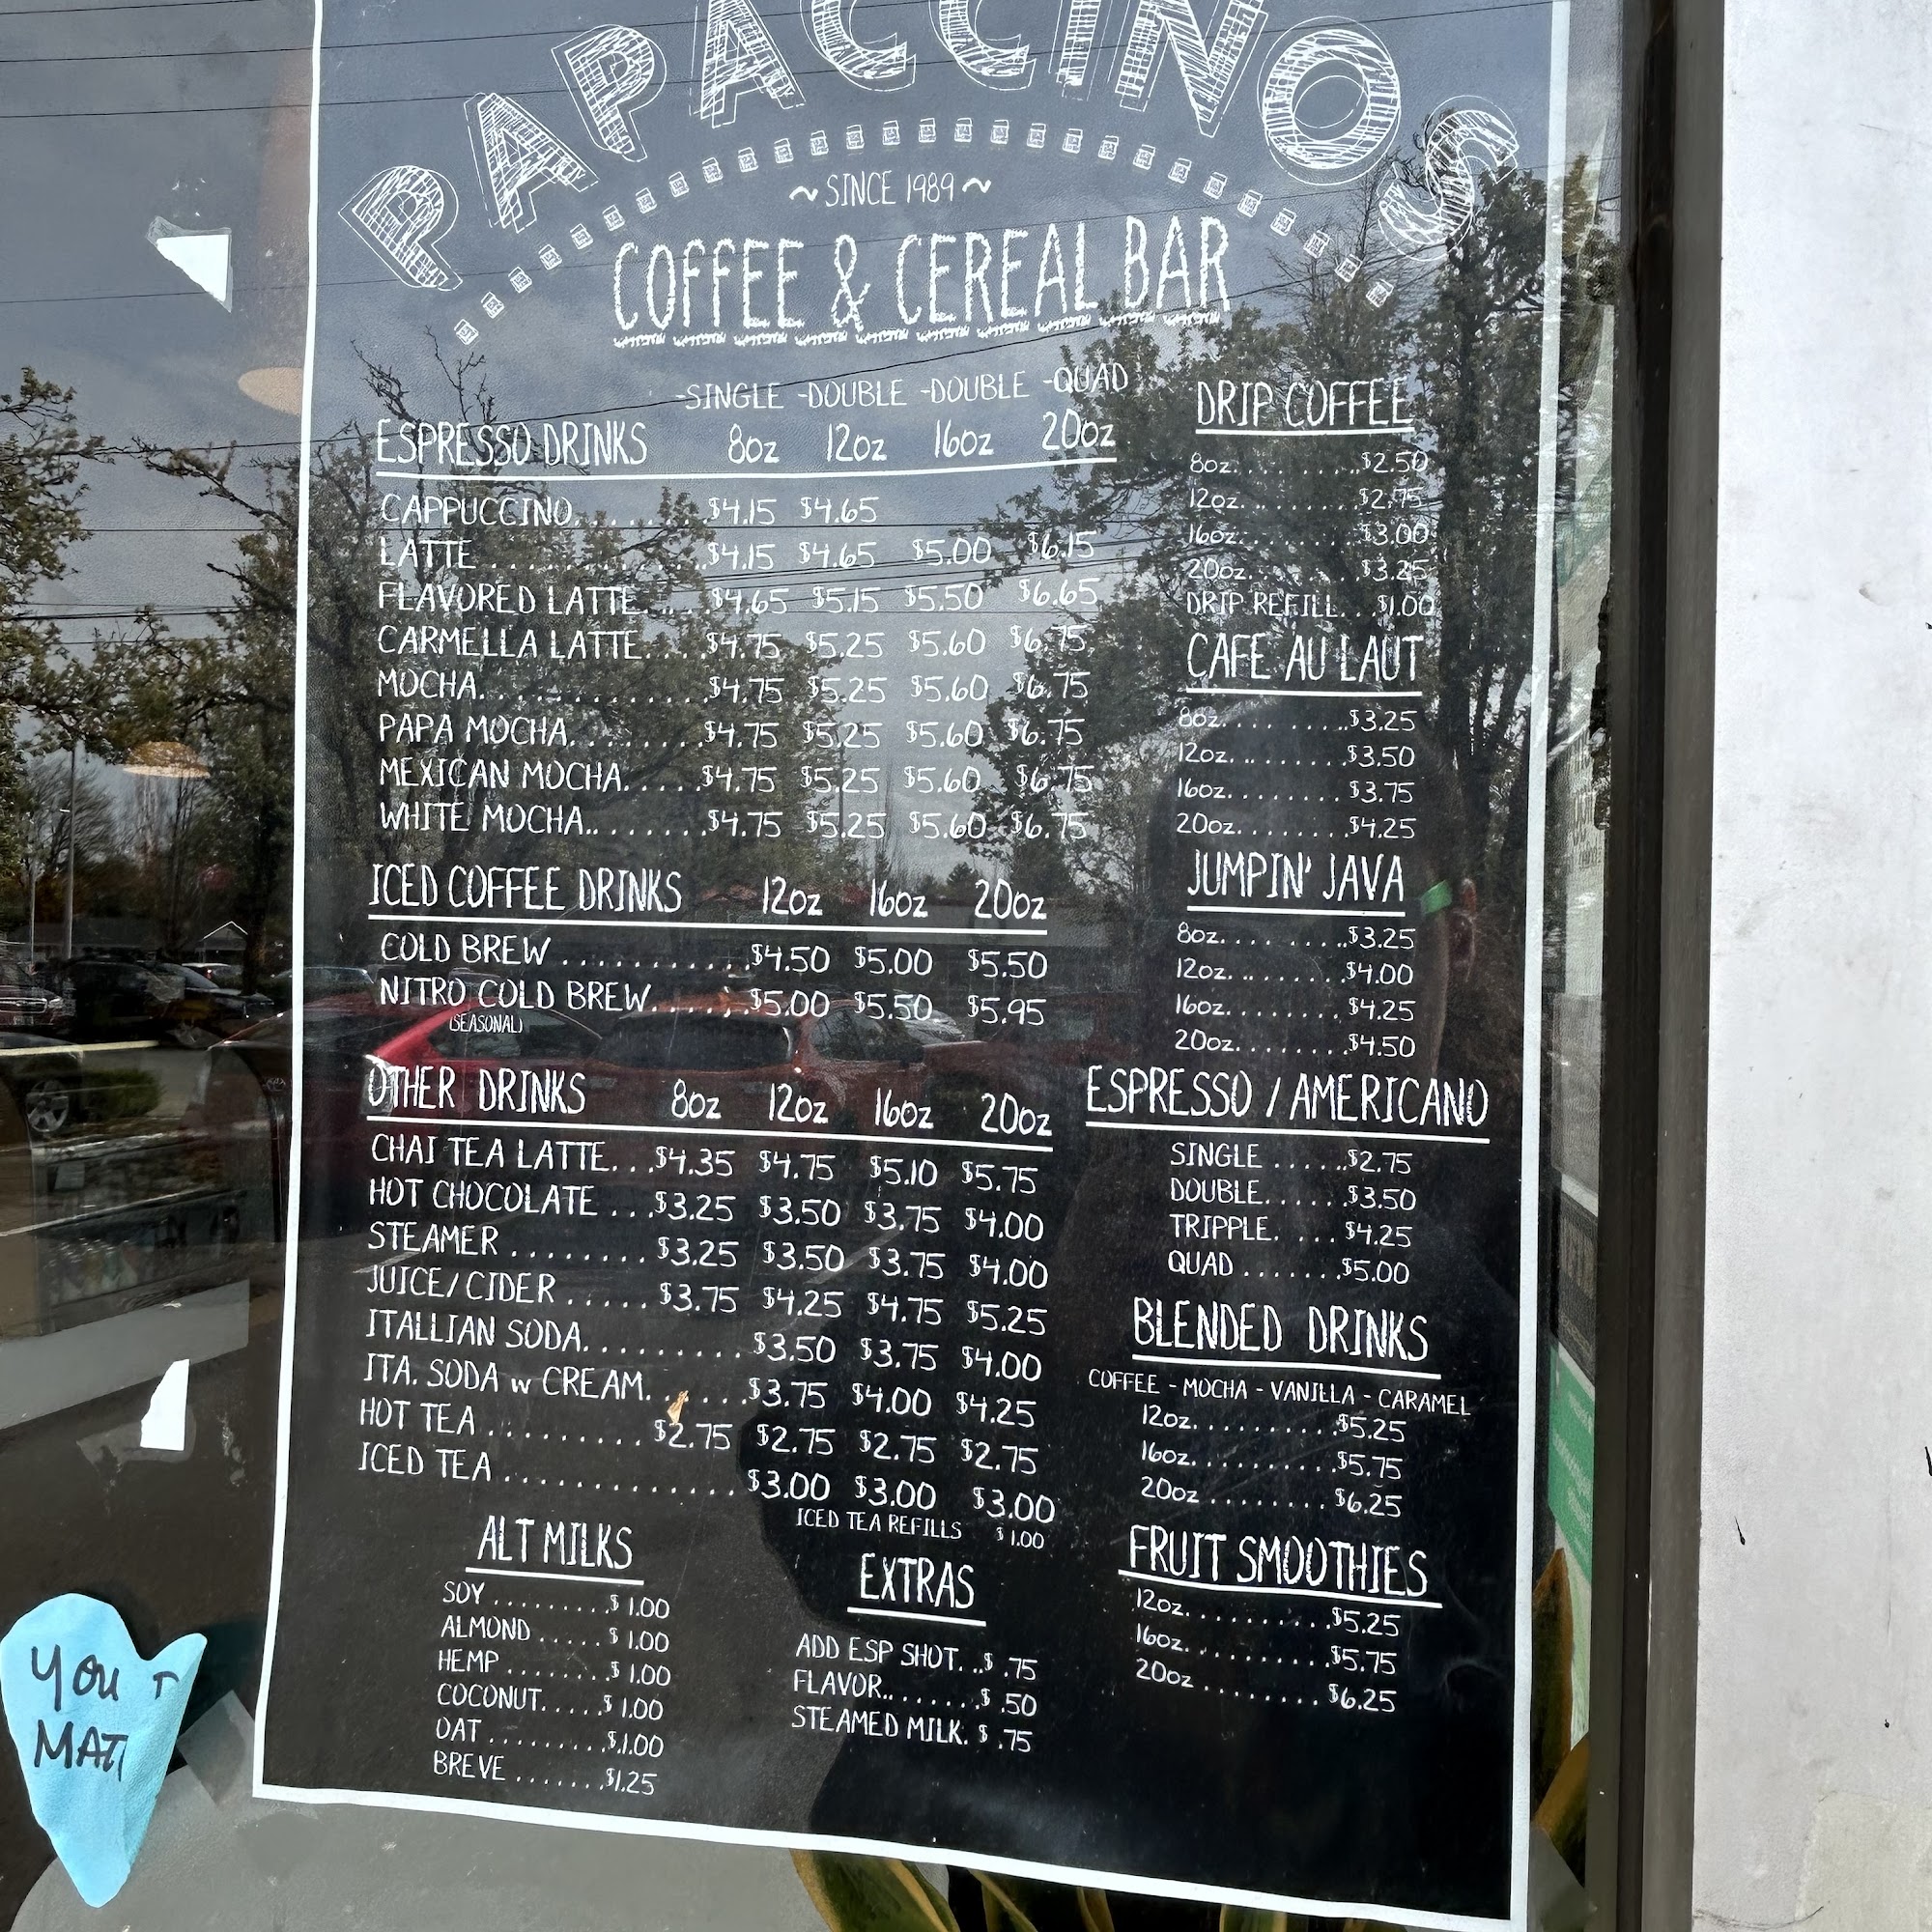 PAPACCINOS
~ SINCE 1989 ~
COFFEE & CEREAL BAR
-SINGLE -DOUBLE -DOUBLE -QUAD
ESPRESSO DRINKS 8oz 12oz 16oz 20oz
CAPPUCCINO........$4.15 $4.65
LATTE..............$4.15 $4.65 $5.00 $6.15
FLAVORED LATTE....$4.65 $5.15 $5.50 $6.65
CARMELLA LATTE....$4.75 $5.25 $5.60 $6.75
MOCHA..............$4.75 $5.25 $5.60 $6.75
PAPA MOCHA........$4.75 $5.25 $5.60 $6.75
MEXICAN MOCHA.....$4.75 $5.25 $5.60 $6.75
WHITE MOCHA........$4.75 $5.25 $5.60 $6.75
ICED COFFEE DRINKS 12oz 16oz 20oz
COLD BREW ...........$4.50 $5.00 $5.50
NITRO COLD BREW......$5.00 $5.50 $5.95
(SEASONAL)
OTHER DRINKS 8oz 12oz 16oz 20oz
CHAI TEA LATTE...$4.35 $4.75 $5.10 $5.75
HOT CHOCOLATE ...$3.25 $3.50 $3.75 $4.00
STEAMER ........$3.25 $3.50 $3.75 $4.00
JUICE/CIDER .....$3.75 $4.25 $4.75 $5.25
ITALLIAN SODA.........$3.50 $3.75 $4.00
ITA. SODA w CREAM......$3.75 $4.00 $4.25
HOT TEA .........$2.75 $2.75 $2.75 $2.75
ICED TEA .............$3.00 $3.00 $3.00
ICED TEA REFILLS $1.00
ALT MILKS
SOY .........$1.00
ALMOND .....$1.00
HEMP .......$1.00
COCONUT.....$1.00
OAT .........$1.00
BREVE .......$1.25
EXTRAS
ADD ESP SHOT...$.75
FLAVOR.........$.50
STEAMED MILK. $.75
DRIP COFFEE
8oz...........$2.50
12oz..........$2.75
16oz..........$3.00
20oz..........$3.25
DRIP REFILL...$1.00
CAFE AU LAUT
8oz..........$3.25
12oz.........$3.50
16oz........$3.75
20oz........$4.25
JUMPIN' JAVA
8oz..........$3.25
12oz.........$4.00
16oz........$4.25
20oz........$4.50
ESPRESSO / AMERICANO
SINGLE ......$2.75
DOUBLE......$3.50
TRIPPLE.....$4.25
QUAD .......$5.00
BLENDED DRINKS
COFFEE - MOCHA - VANILLA - CARAMEL
12oz.........$5.25
16oz.........$5.75
20oz ........$6.25
FRUIT SMOOTHIES
12oz.........$5.25
16oz.........$5.75
20oz ........$6.25
YOU
MATT